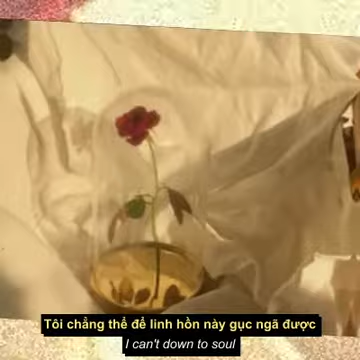 Tôi chẳng thể để linh hồn này gục ngã được
I can't down to soul